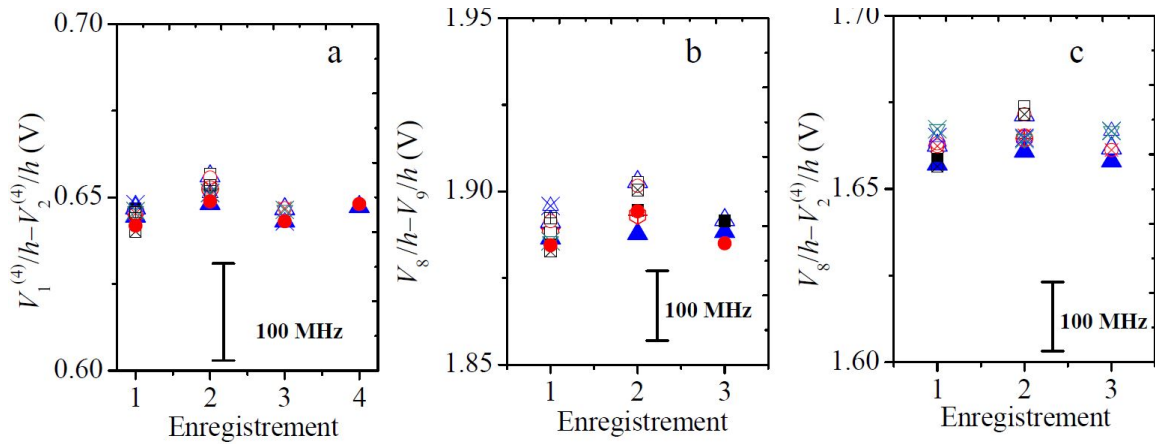 a
V₁⁽⁴⁾/h–V₂⁽⁴⁾/h (V)
0.70
0.65
0.60
100 MHz
1 2 3 4
Enregistrement
b
V₈/h–V₉/h (V)
1.95
1.90
1.85
100 MHz
1 2 3
Enregistrement
c
V₈/h–V₂⁽⁴⁾/h (V)
1.70
1.65
1.60
100 MHz
1 2 3
Enregistrement